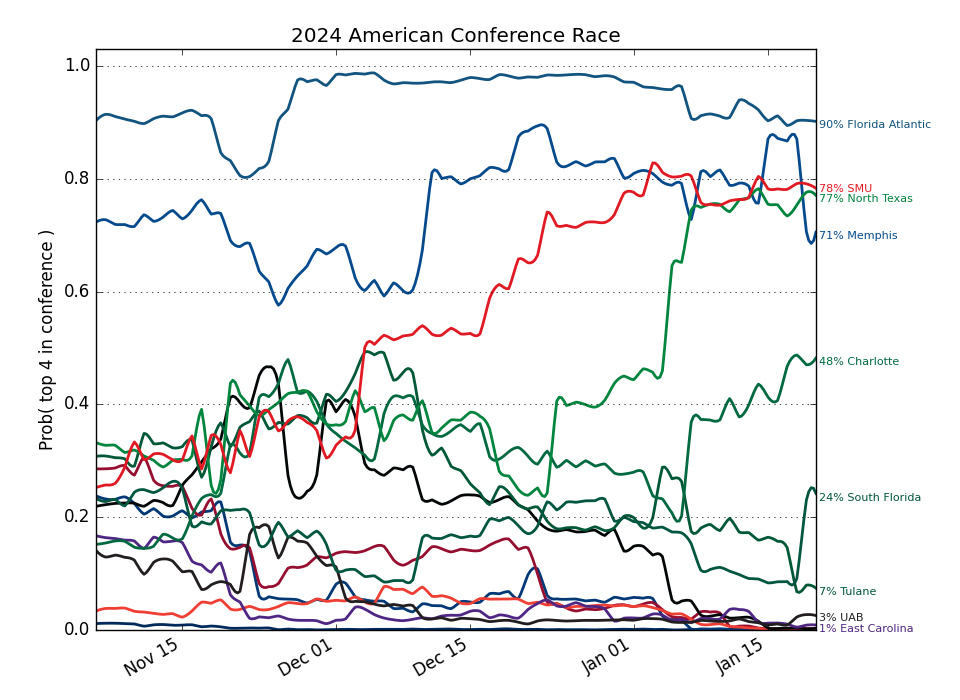 2024 American Conference Race
1.0
0.8
0.6
0.4
0.2
0.0
Prob( top 4 in conference )
90% Florida Atlantic
78% SMU
77% North Texas
71% Memphis
48% Charlotte
24% South Florida
7% Tulane
3% UAB
1% East Carolina
Nov 15
Dec 01
Dec 15
Jan 01
Jan 15